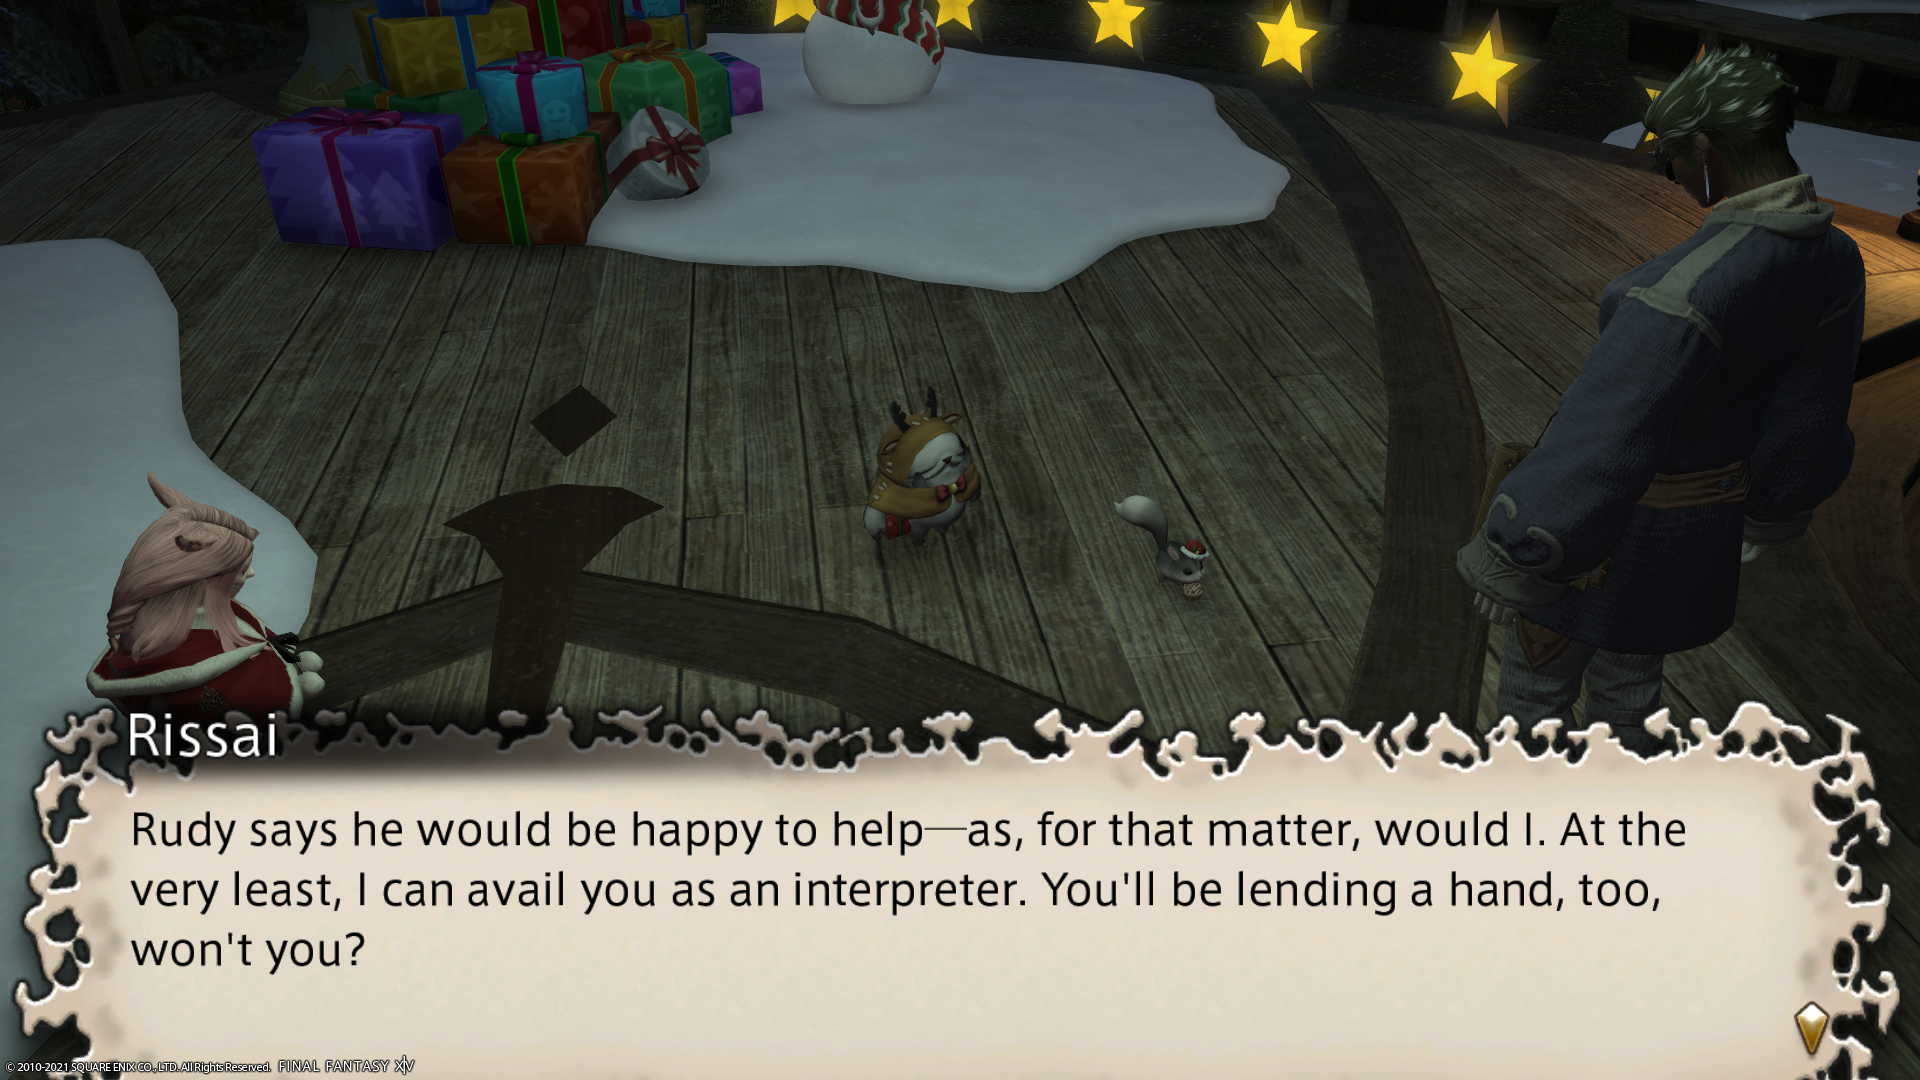 Rissai
Rudy says he would be happy to help—as, for that matter, would I. At the
very least, I can avail you as an interpreter. You'll be lending a hand, too,
won't you?
© 2010-2021 SQUARE ENIX CO., LTD. All Rights Reserved. FINAL FANTASY XIV